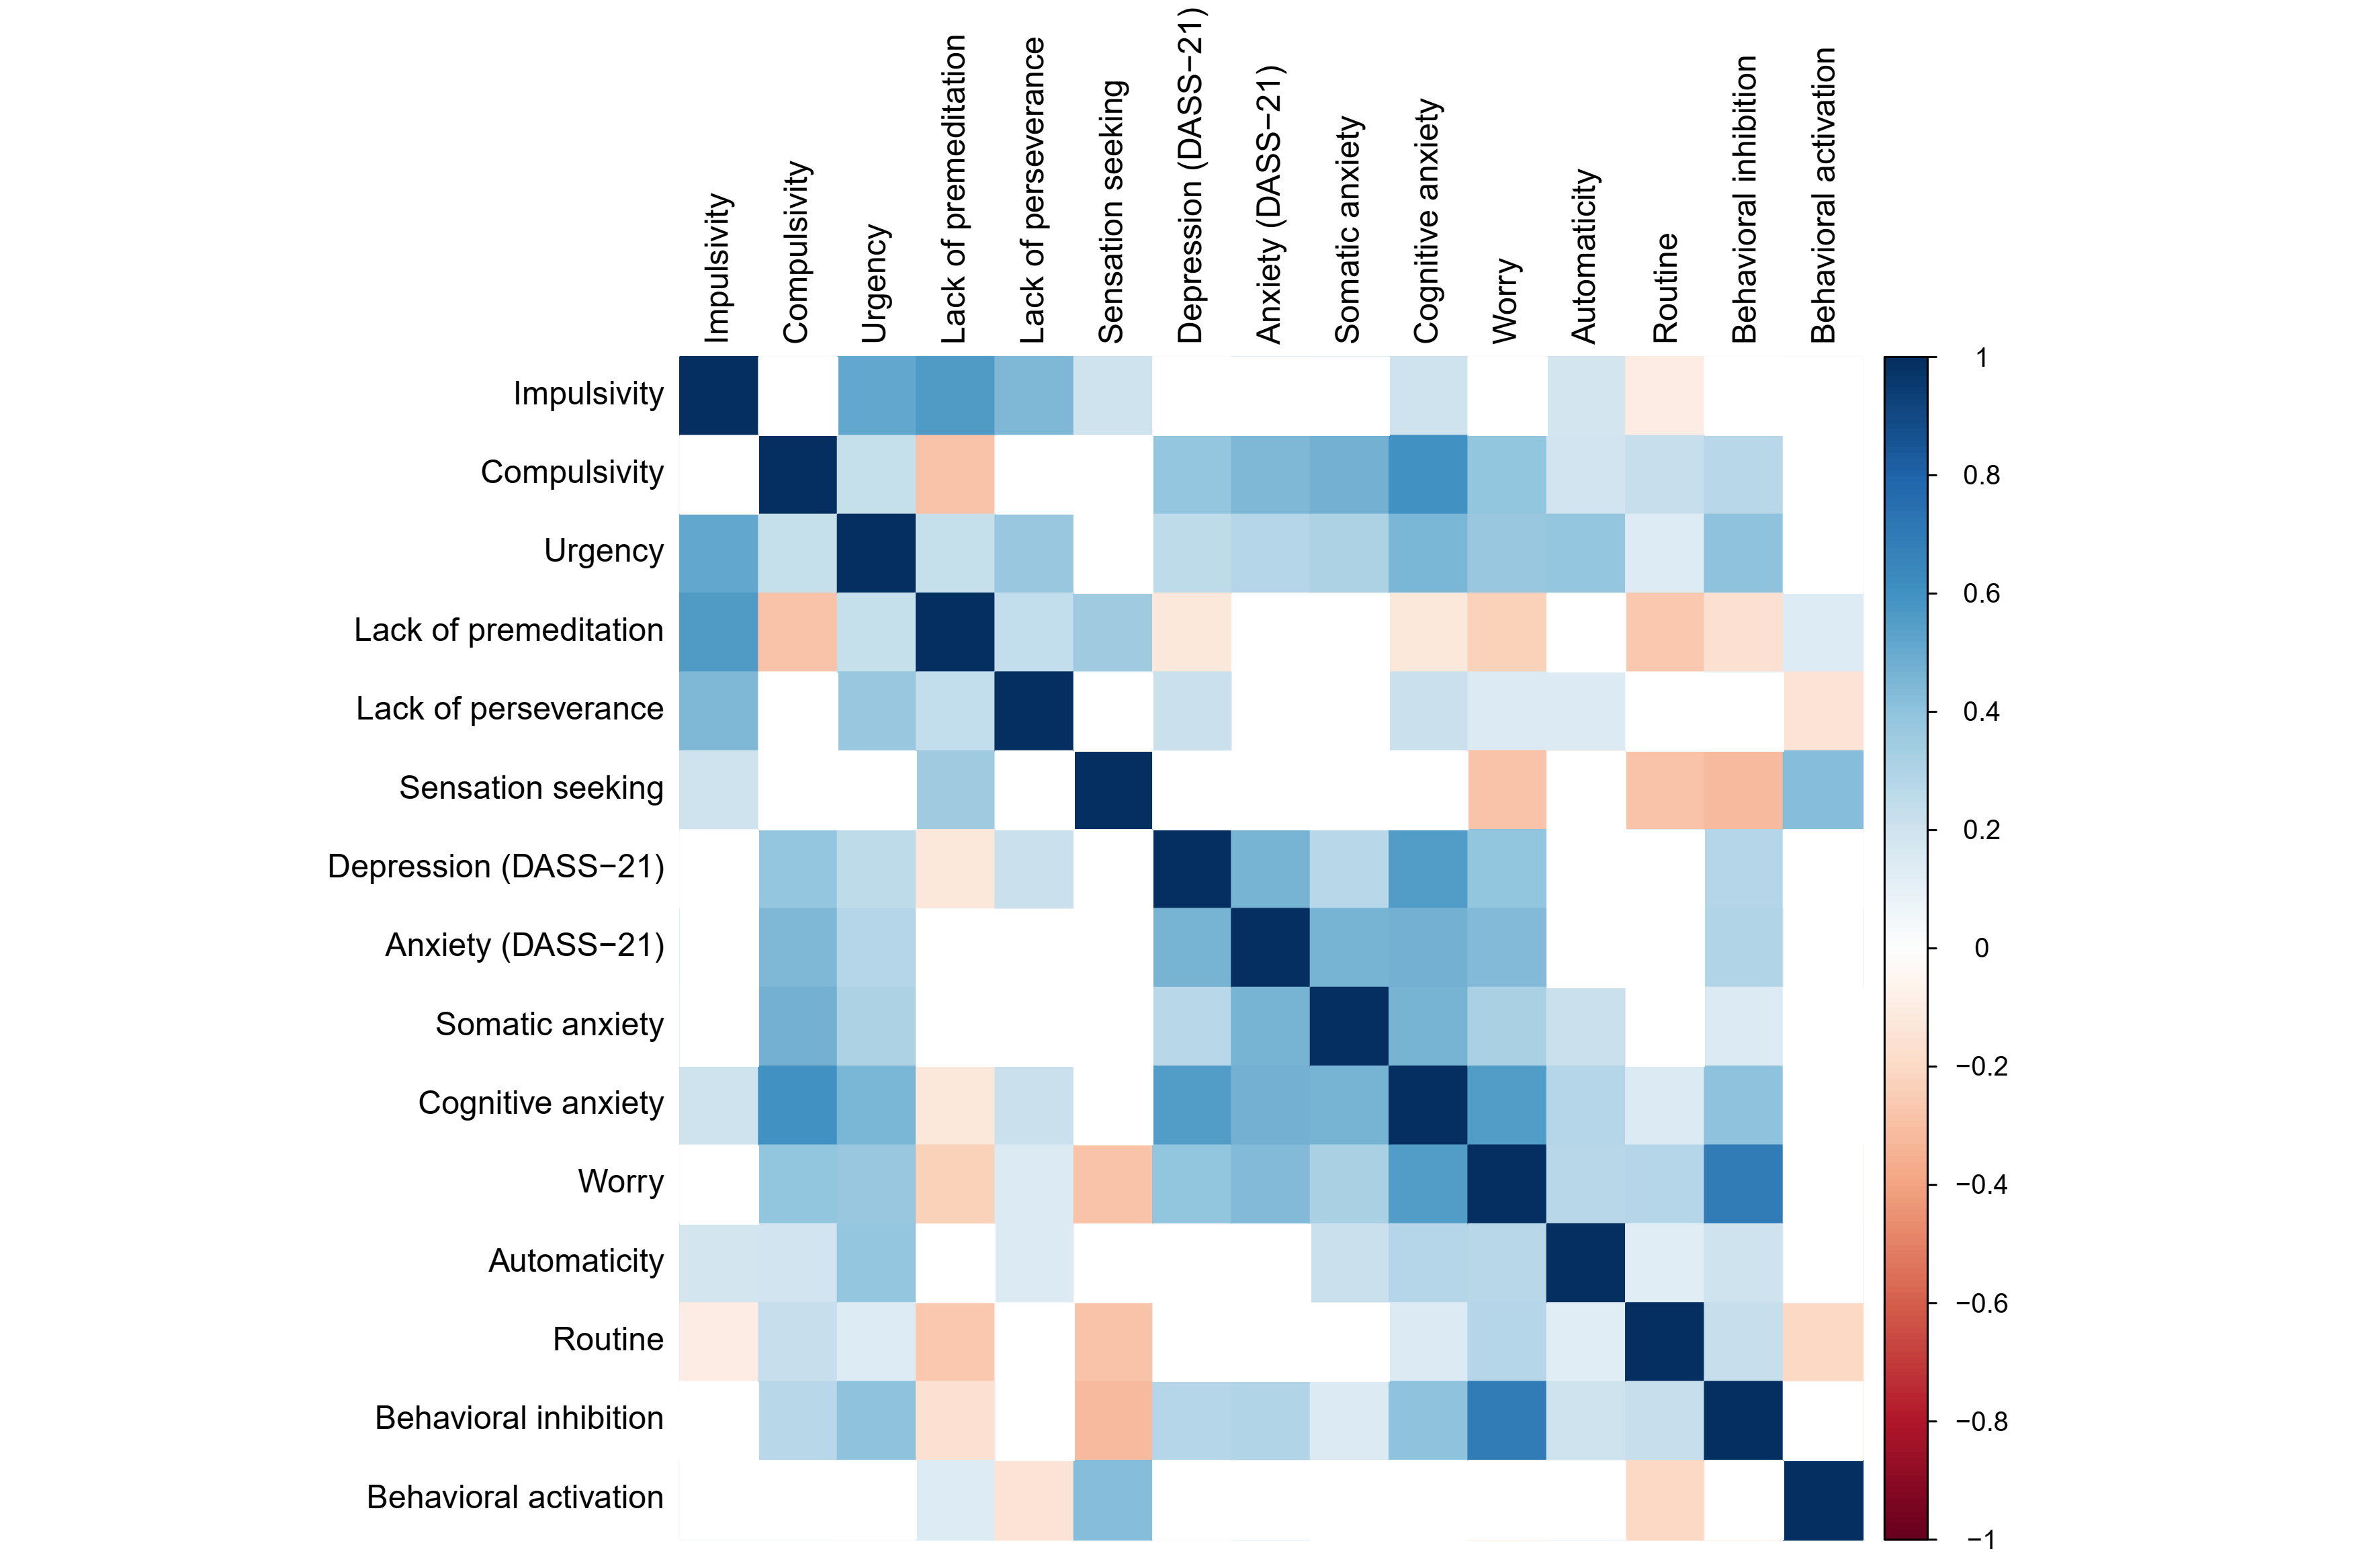 Impulsivity
Compulsivity
Urgency
Lack of premeditation
Lack of perseverance
Sensation seeking
Depression (DASS−21)
Anxiety (DASS−21)
Somatic anxiety
Cognitive anxiety
Worry
Automaticity
Routine
Behavioral inhibition
Behavioral activation
Impulsivity
Compulsivity
Urgency
Lack of premeditation
Lack of perseverance
Sensation seeking
Depression (DASS−21)
Anxiety (DASS−21)
Somatic anxiety
Cognitive anxiety
Worry
Automaticity
Routine
Behavioral inhibition
Behavioral activation
1
0.8
0.6
0.4
0.2
0
−0.2
−0.4
−0.6
−0.8
−1